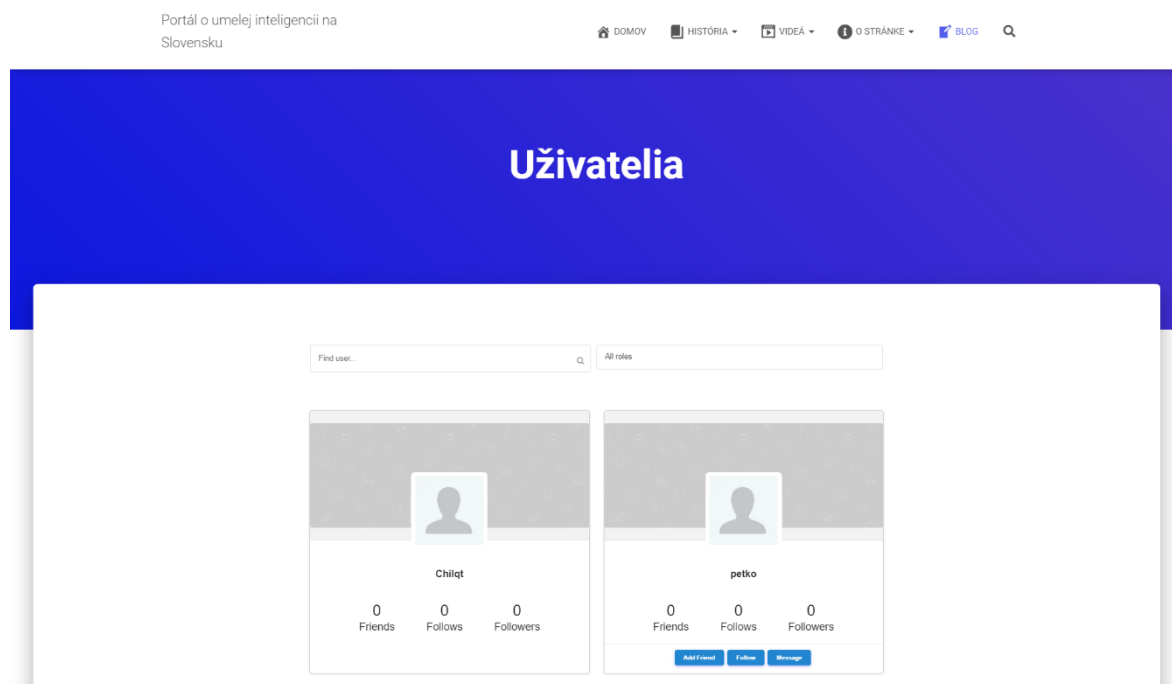 Portál o umelej inteligencii na
Slovensku
DOMOV HISTÓRIA VIDEÁ O STRÁNKE BLOG
Uživatelia
Find user...
All roles
Chilqt
0 0 0
Friends Follows Followers
petko
0 0 0
Friends Follows Followers
Add Friend Follow Message